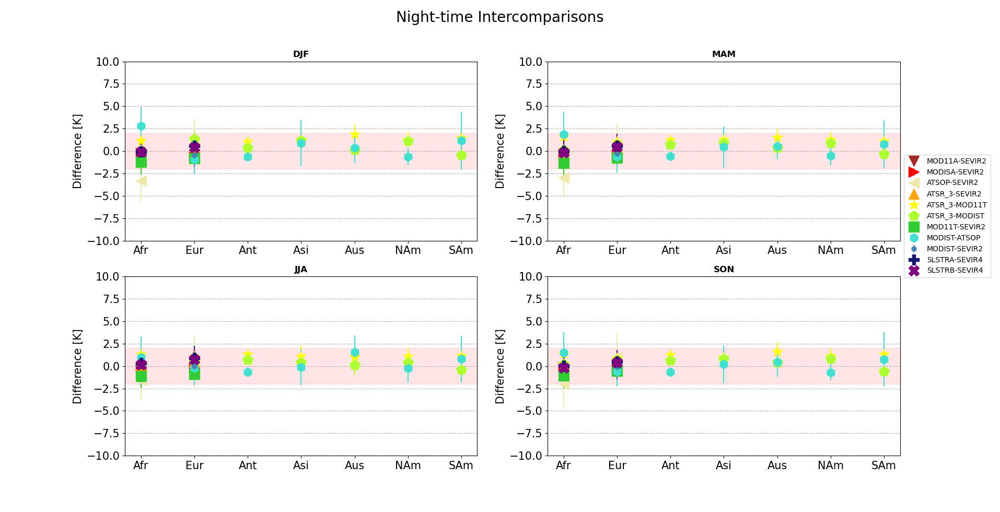 Night-time Intercomparisons
DJF
10.0
7.5
5.0
2.5
0.0
−2.5
−5.0
−7.5
−10.0
Difference [K]
Afr Eur Ant Asi Aus NAm SAm
MAM
10.0
7.5
5.0
2.5
0.0
−2.5
−5.0
−7.5
−10.0
Difference [K]
Afr Eur Ant Asi Aus NAm SAm
MOD11A-SEVIR2
MODISA-SEVIR2
ATSOP-SEVIR2
ATSR_3-SEVIR2
ATSR_3-MOD11T
ATSR_3-MODIST
MOD11T-SEVIR2
MODIST-ATSOP
MODIST-SEVIR2
SLSTRA-SEVIR4
SLSTRB-SEVIR4
JJA
10.0
7.5
5.0
2.5
0.0
−2.5
−5.0
−7.5
−10.0
Difference [K]
Afr Eur Ant Asi Aus NAm SAm
SON
10.0
7.5
5.0
2.5
0.0
−2.5
−5.0
−7.5
−10.0
Difference [K]
Afr Eur Ant Asi Aus NAm SAm